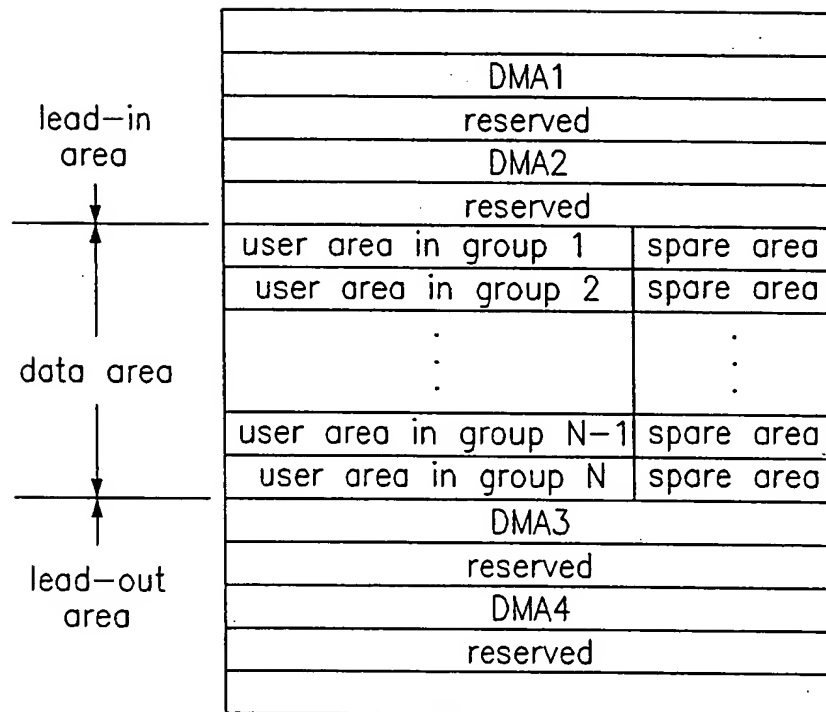 DMA1
reserved
DMA2
reserved
lead-in
area
user area in group 1 spare area
user area in group 2 spare area
. .
. .
. .
data area
user area in group N-1 spare area
user area in group N spare area
DMA3
reserved
DMA4
reserved
lead-out
area